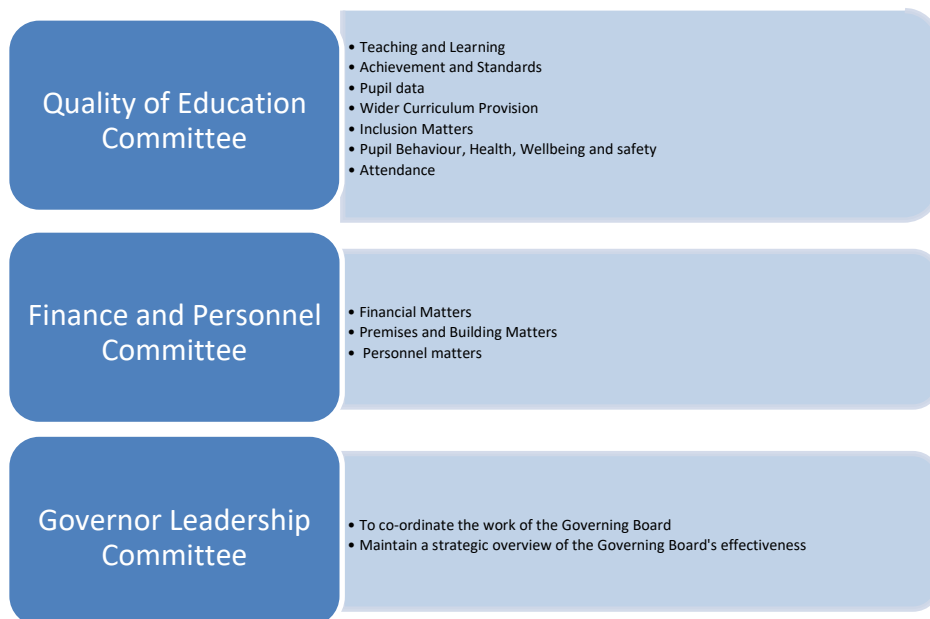 Quality of Education
Committee
• Teaching and Learning
• Achievement and Standards
• Pupil data
• Wider Curriculum Provision
• Inclusion Matters
• Pupil Behaviour, Health, Wellbeing and safety
• Attendance
Finance and Personnel
Committee
• Financial Matters
• Premises and Building Matters
• Personnel matters
Governor Leadership
Committee
• To co-ordinate the work of the Governing Board
• Maintain a strategic overview of the Governing Board's effectiveness